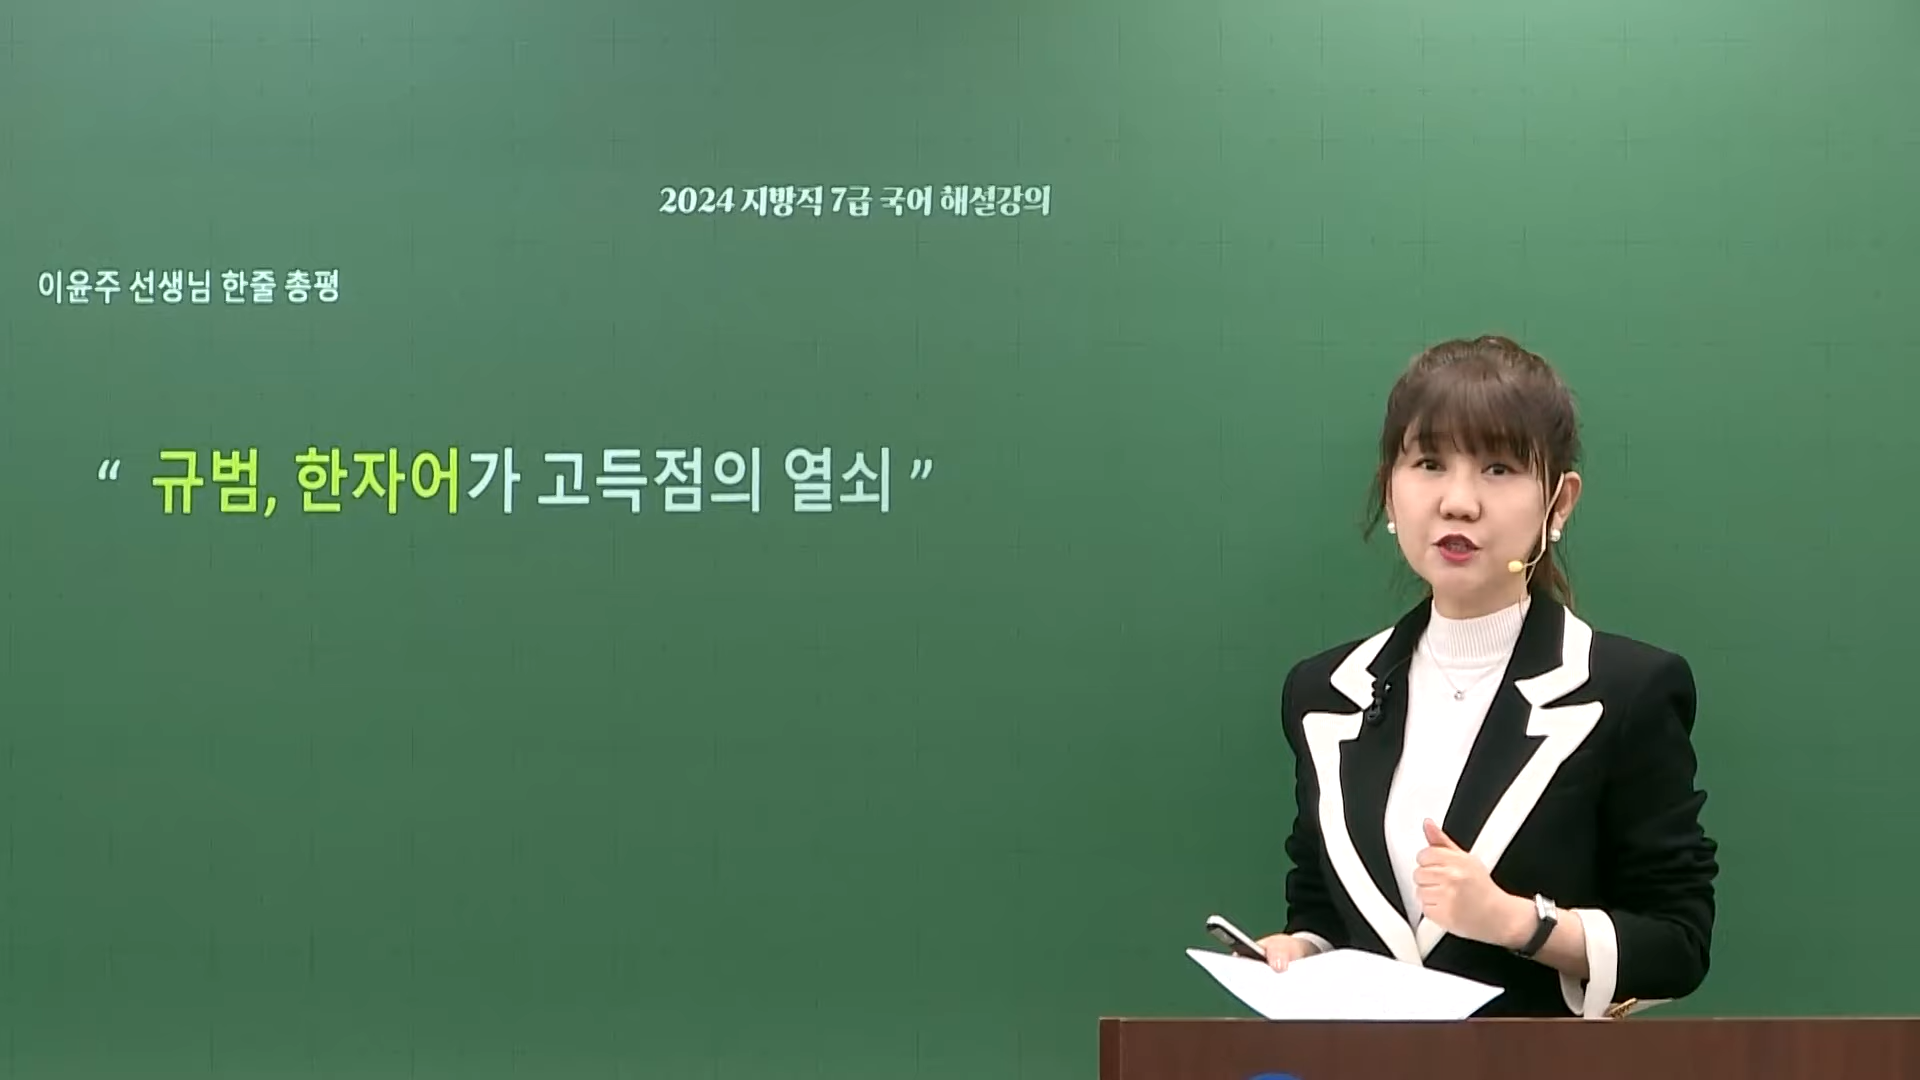 2024 지방직 7급 국어 해설강의
이윤주 선생님 한줄 총평
“ 규범, 한자어가 고득점의 열쇠 ”